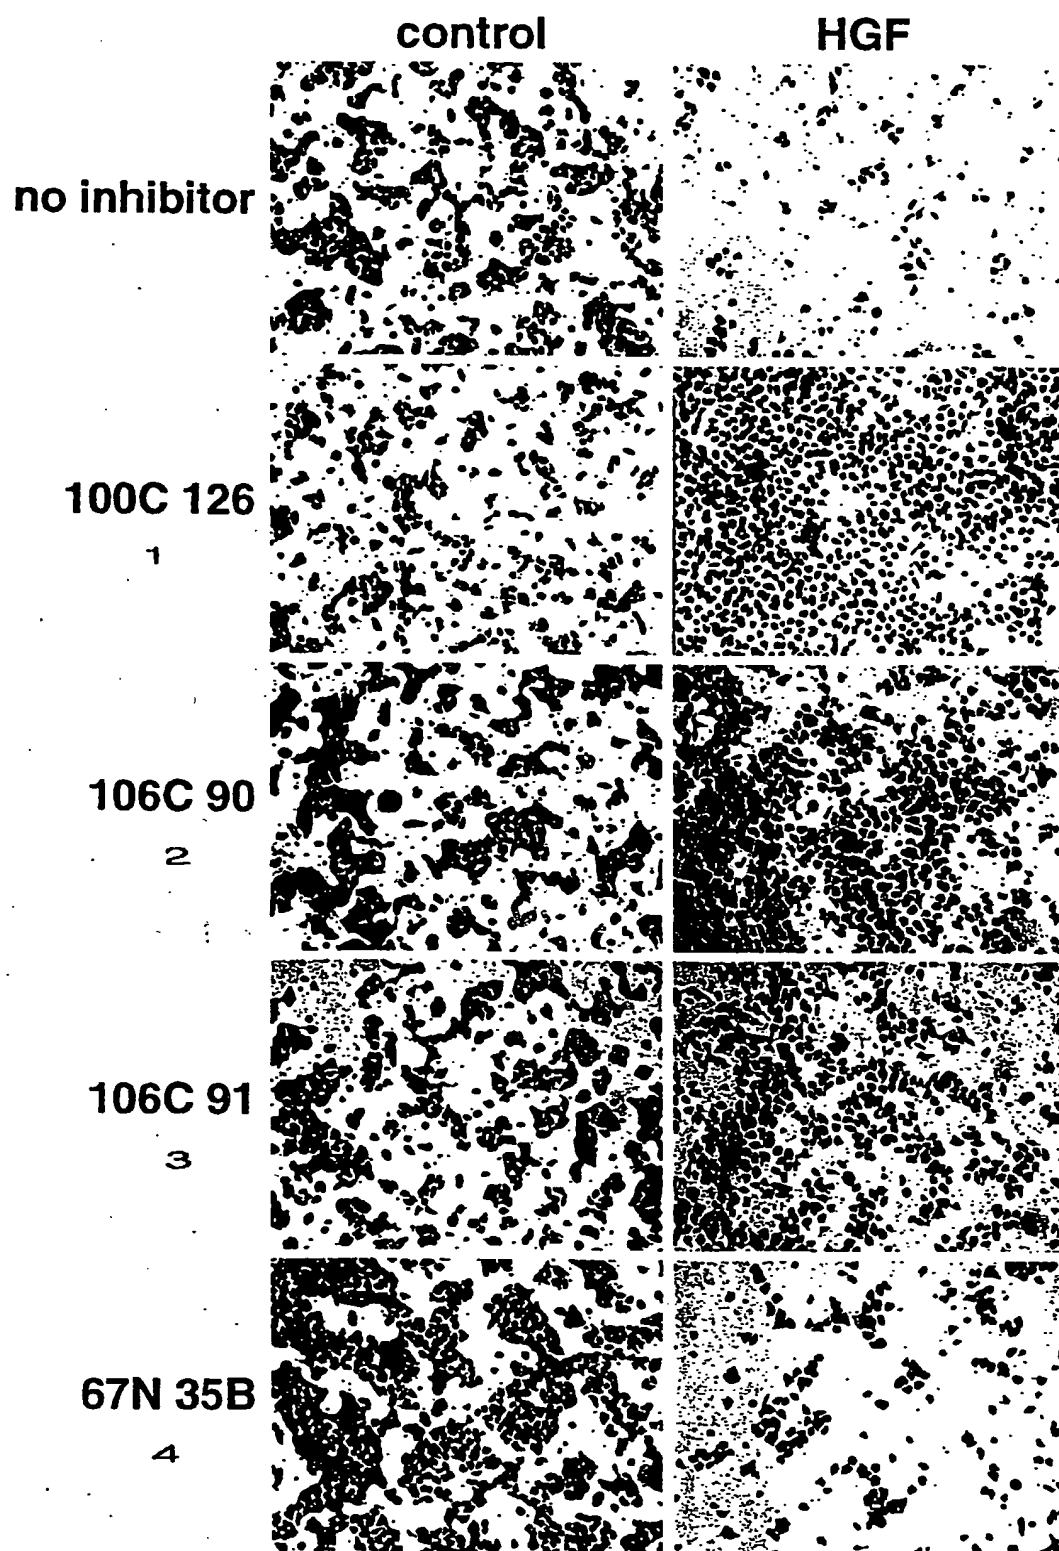 control HGF
no inhibitor
100C 126
1
106C 90
2
106C 91
3
67N 35B
4